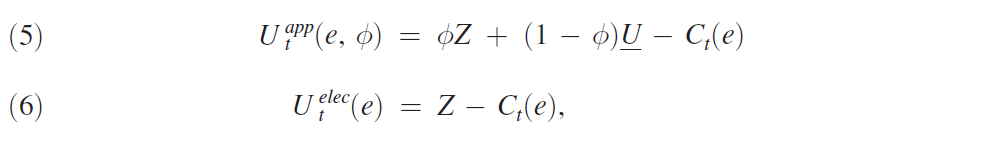 (5) U_t^{app}(e, ϕ) = ϕZ + (1 − ϕ)U̲ − C_t(e)
(6) U_t^{elec}(e) = Z − C_t(e),